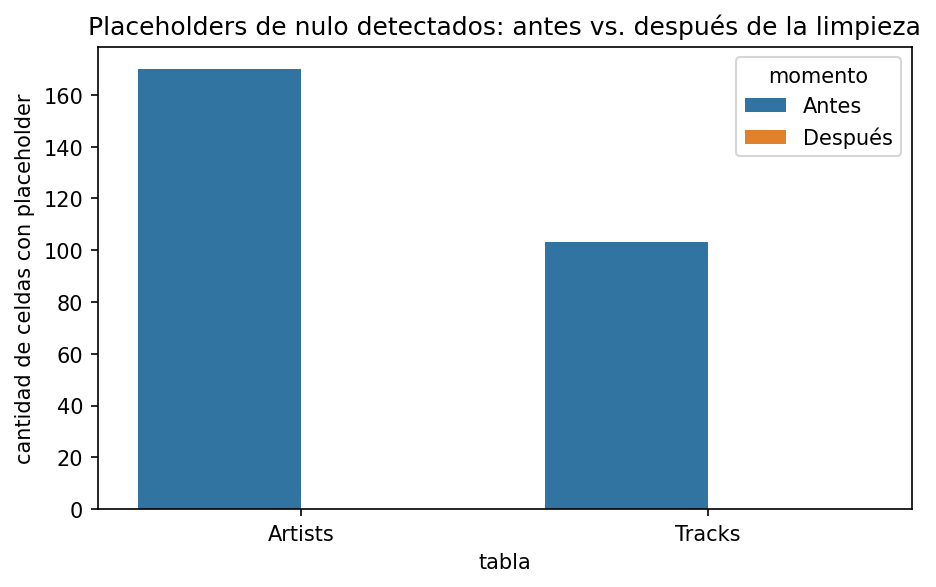 Placeholders de nulo detectados: antes vs. después de la limpieza
momento
Antes
Después
cantidad de celdas con placeholder
160
140
120
100
80
60
40
20
0
Artists
Tracks
tabla